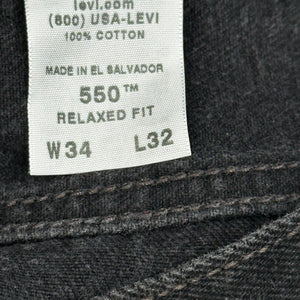 levi.com
(800) USA-LEVI
100% COTTON
MADE IN EL SALVADOR
550™
RELAXED FIT
W34 L32